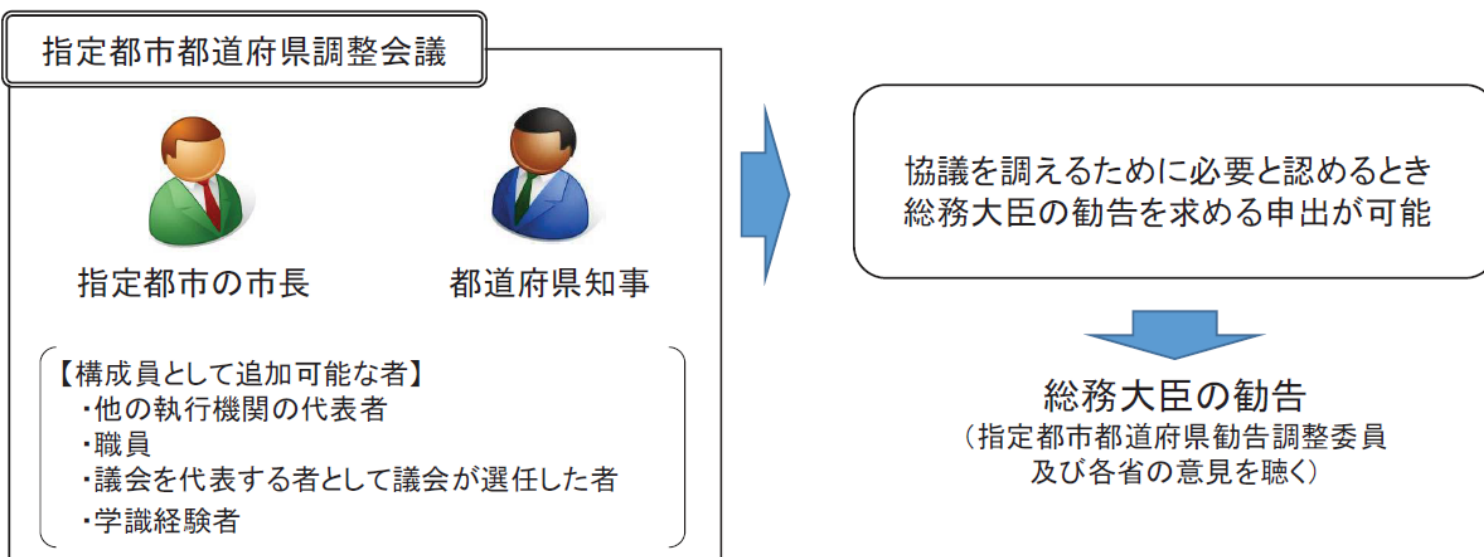 指定都市都道府県調整会議
指定都市の市長
都道府県知事
【構成員として追加可能な者】
・他の執行機関の代表者
・職員
・議会を代表する者として議会が選任した者
・学識経験者
協議を調えるために必要と認めるとき
総務大臣の勧告を求める申出が可能
総務大臣の勧告
（指定都市都道府県勧告調整委員
及び各省の意見を聴く）